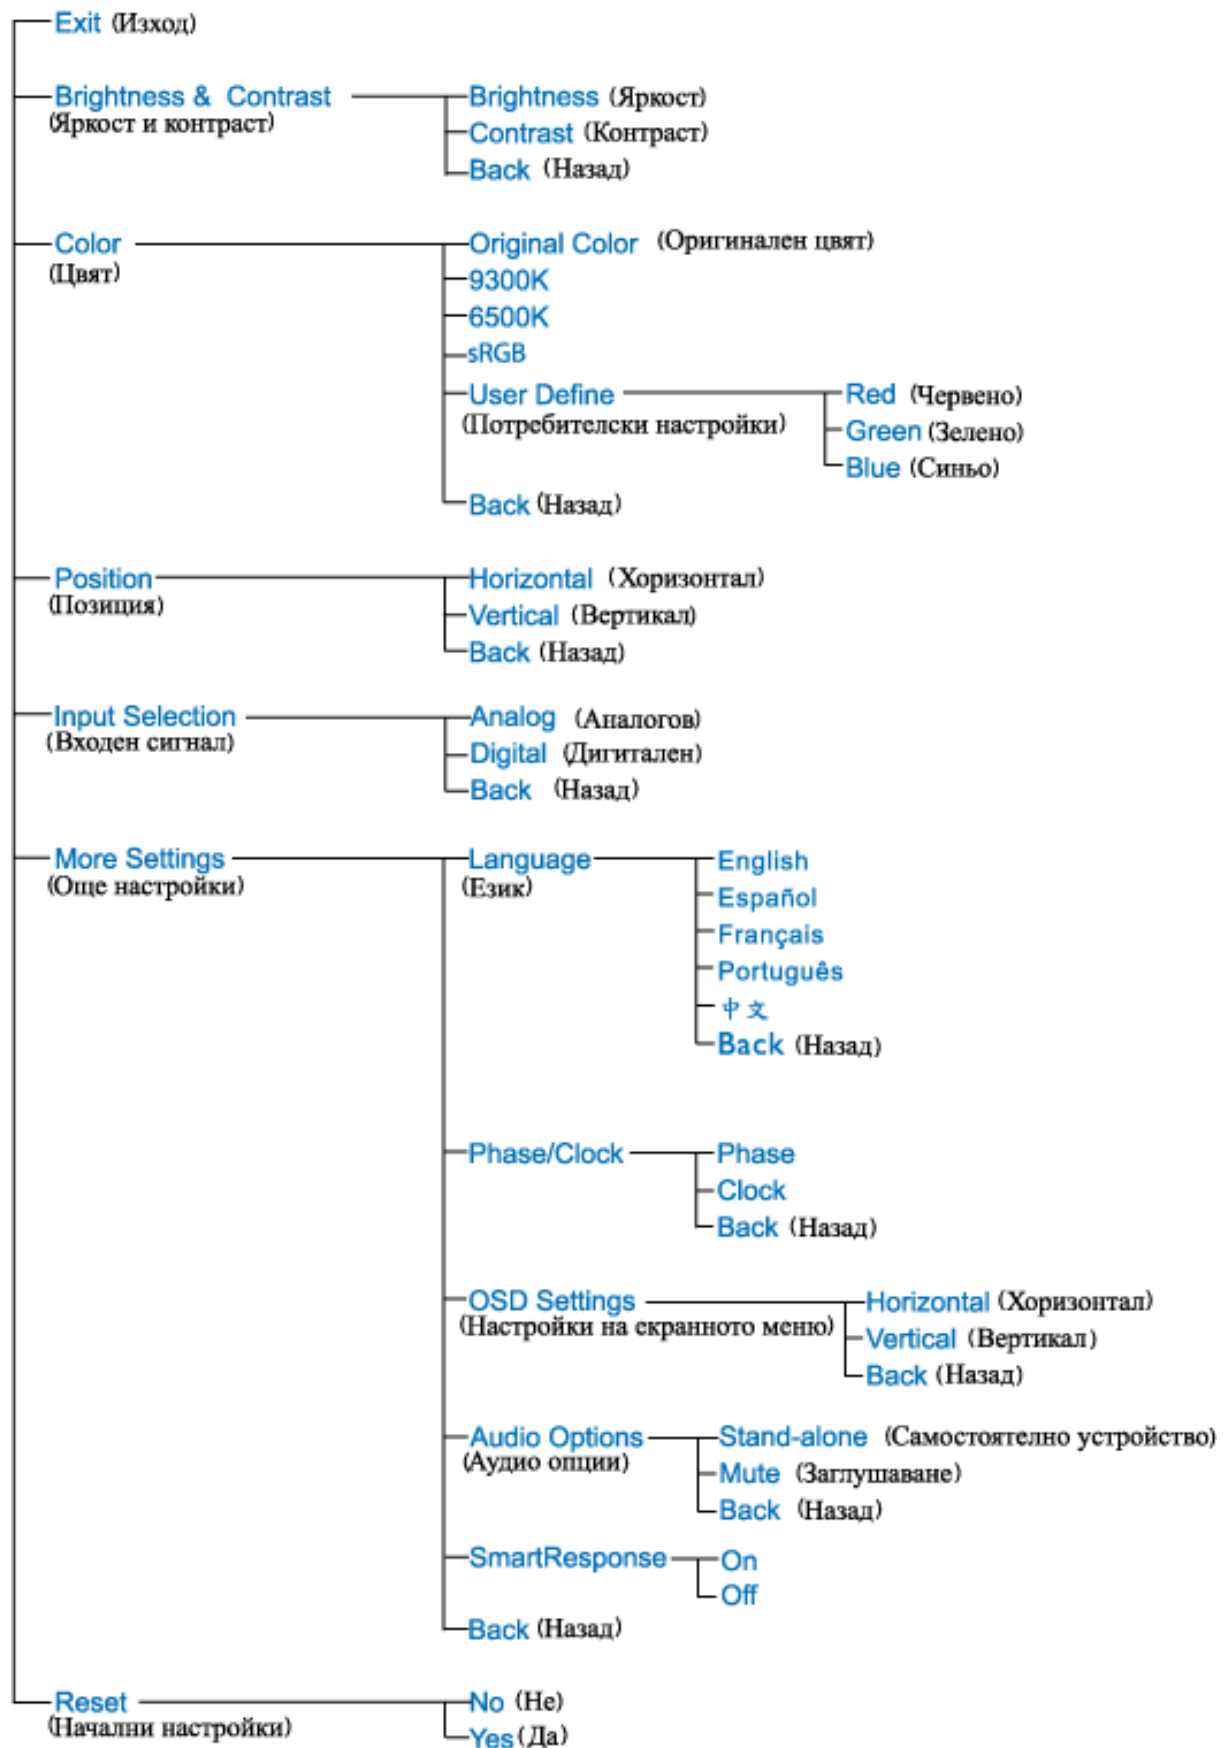 Exit (Изход)
Brightness & Contrast
(Яркост и контраст)
Brightness (Яркост)
Contrast (Контраст)
Back (Назад)
Color
(Цвят)
Original Color (Оригинален цвят)
9300K
6500K
sRGB
User Define
(Потребителски настройки)
Red (Червено)
Green (Зелено)
Blue (Синьо)
Back (Назад)
Position
(Позиция)
Horizontal (Хоризонтал)
Vertical (Вертикал)
Back (Назад)
Input Selection
(Входен сигнал)
Analog (Аналогов)
Digital (Дигитален)
Back (Назад)
More Settings
(Още настройки)
Language
(Език)
English
Español
Français
Português
中文
Back (Назад)
Phase/Clock
Phase
Clock
Back (Назад)
OSD Settings
(Настройки на екранното меню)
Horizontal (Хоризонтал)
Vertical (Вертикал)
Back (Назад)
Audio Options
(Аудио опции)
Stand-alone (Самостоятелно устройство)
Mute (Заглушаване)
Back (Назад)
SmartResponse
On
Off
Back (Назад)
Reset
(Начални настройки)
No (Не)
Yes (Да)